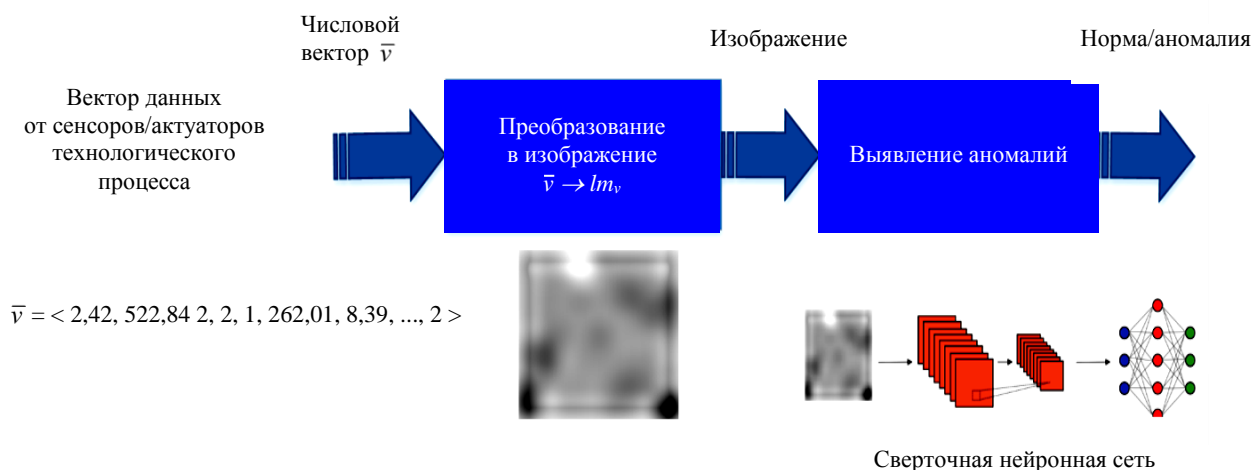 Числовой
вектор v̅
Изображение
Норма/аномалия
Вектор данных
от сенсоров/актуаторов
технологического
процесса
Преобразование
в изображение
v̅ → lmᵥ
Выявление аномалий
v̅ = < 2,42, 522,84 2, 2, 1, 262,01, 8,39, ..., 2 >
Сверточная нейронная сеть